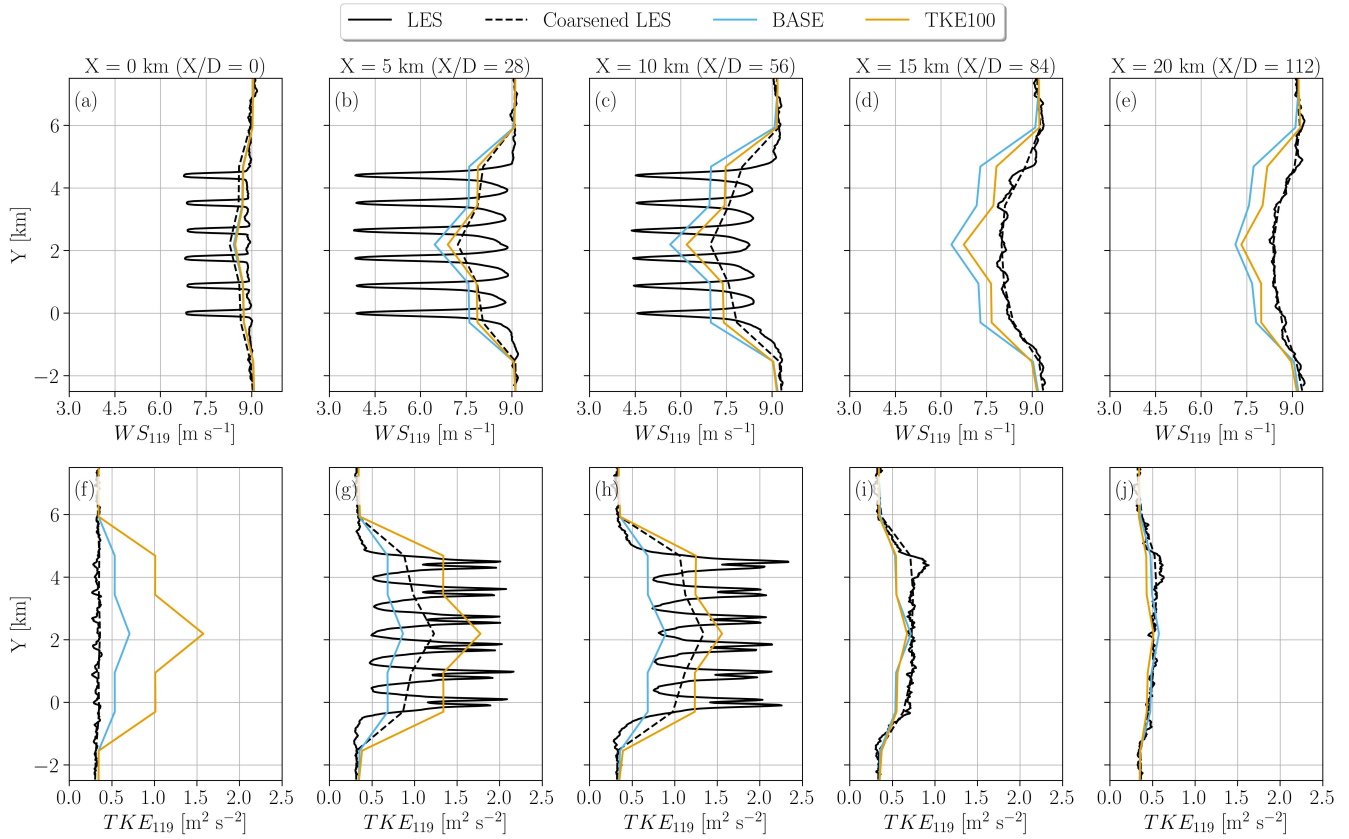 LES Coarsened LES BASE TKE100
X = 0 km (X/D = 0) X = 5 km (X/D = 28) X = 10 km (X/D = 56) X = 15 km (X/D = 84) X = 20 km (X/D = 112)
(a) (b) (c) (d) (e)
6
4
2
0
−2
Y [km]
3.0 4.5 6.0 7.5 9.0 3.0 4.5 6.0 7.5 9.0 3.0 4.5 6.0 7.5 9.0 3.0 4.5 6.0 7.5 9.0 3.0 4.5 6.0 7.5 9.0
WS₁₁₉ [m s⁻¹] WS₁₁₉ [m s⁻¹] WS₁₁₉ [m s⁻¹] WS₁₁₉ [m s⁻¹] WS₁₁₉ [m s⁻¹]
(f) (g) (h) (i) (j)
6
4
2
0
−2
Y [km]
0.0 0.5 1.0 1.5 2.0 2.5 0.0 0.5 1.0 1.5 2.0 2.5 0.0 0.5 1.0 1.5 2.0 2.5 0.0 0.5 1.0 1.5 2.0 2.5 0.0 0.5 1.0 1.5 2.0 2.5
TKE₁₁₉ [m² s⁻²] TKE₁₁₉ [m² s⁻²] TKE₁₁₉ [m² s⁻²] TKE₁₁₉ [m² s⁻²] TKE₁₁₉ [m² s⁻²]